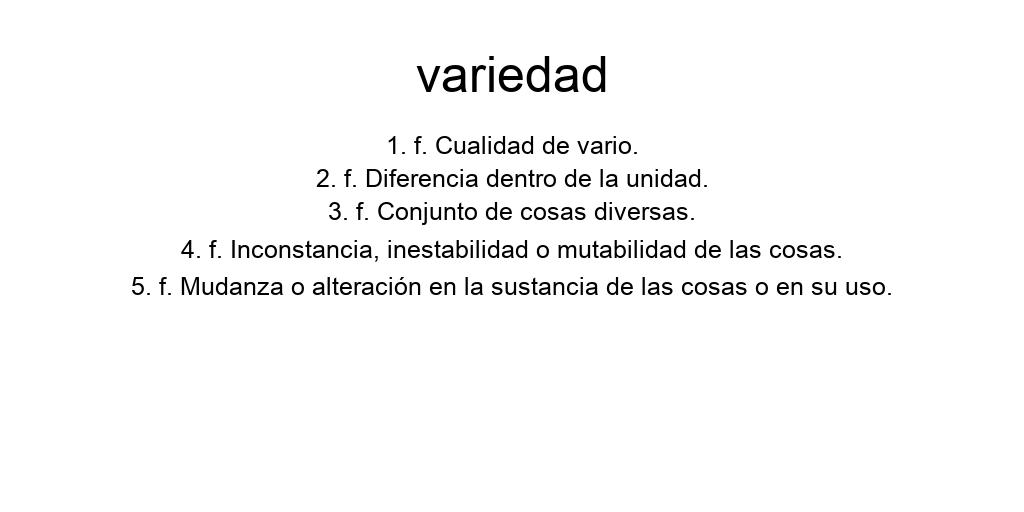 variedad
1. f. Cualidad de vario.
2. f. Diferencia dentro de la unidad.
3. f. Conjunto de cosas diversas.
4. f. Inconstancia, inestabilidad o mutabilidad de las cosas.
5. f. Mudanza o alteración en la sustancia de las cosas o en su uso.